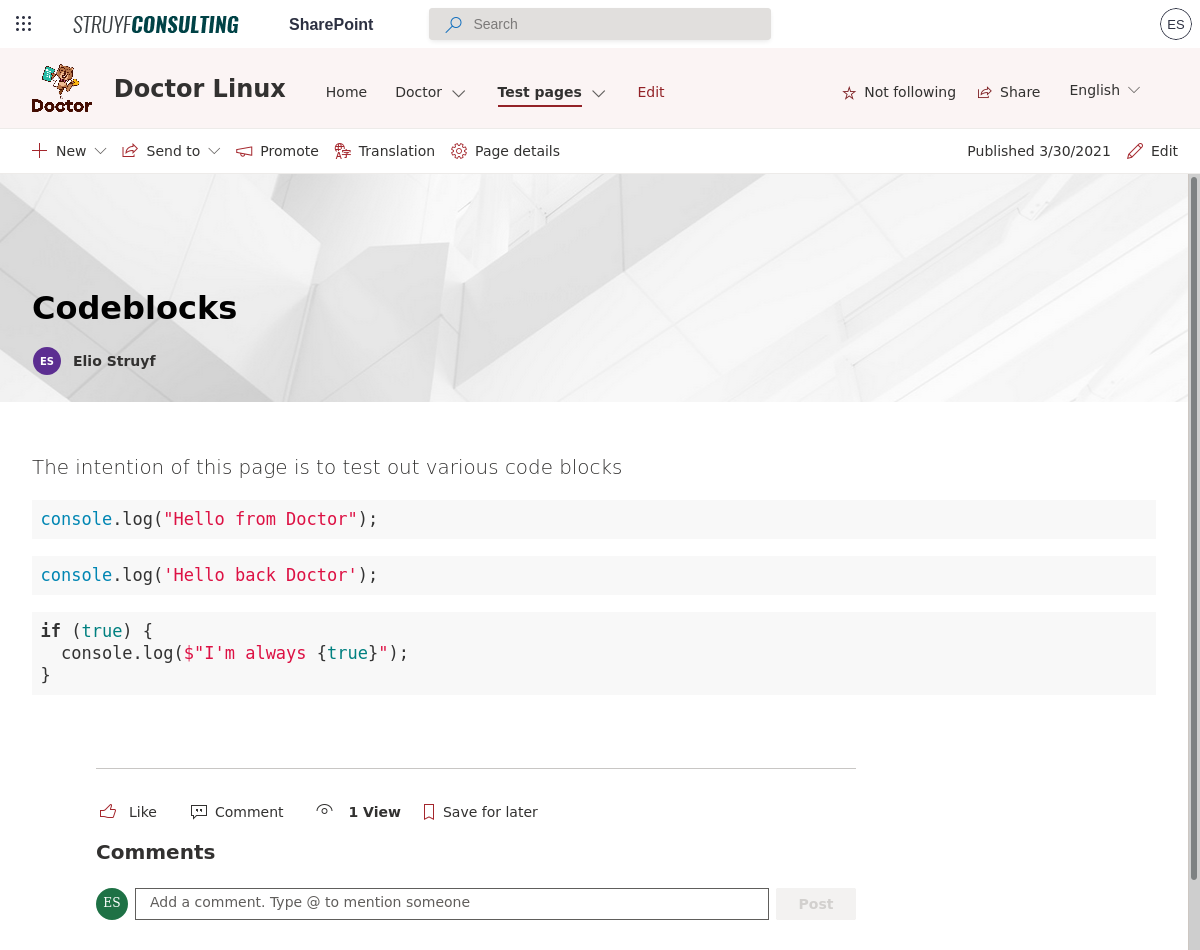 STRUYFCONSULTING SharePoint Search ES
Doctor Doctor Linux Home Doctor Test pages Edit Not following Share English
New Send to Promote Translation Page details Published 3/30/2021 Edit
Codeblocks
ES Elio Struyf
The intention of this page is to test out various code blocks
console.log("Hello from Doctor");
console.log('Hello back Doctor');
if (true) {
  console.log($"I'm always {true}");
}
Like Comment 1 View Save for later
Comments
ES Add a comment. Type @ to mention someone Post